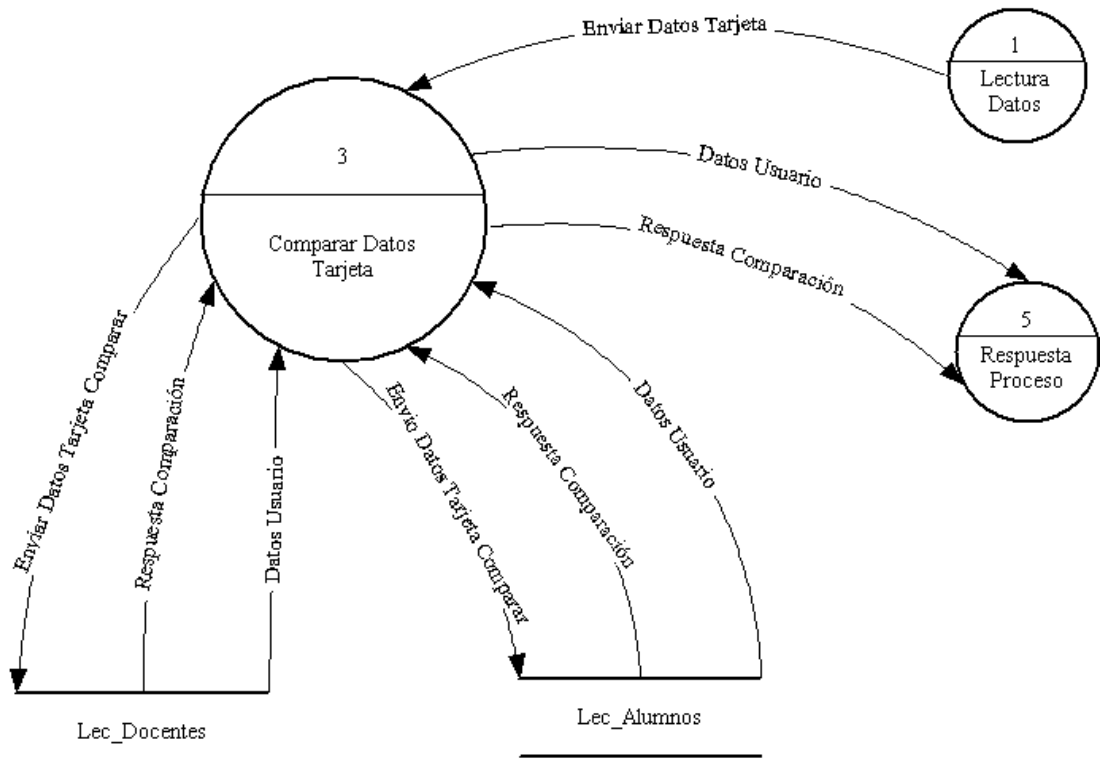 Enviar Datos Tarjeta
1
Lectura
Datos
3
Comparar Datos
Tarjeta
Datos Usuario
Respuesta Comparación
5
Respuesta
Proceso
Enviar Datos Tarjeta Comparar
Respuesta Comparación
Datos Usuario
Envio Datos Tarjeta Comparar
Respuesta Comparación
Datos Usuario
Lec_Docentes
Lec_Alumnos